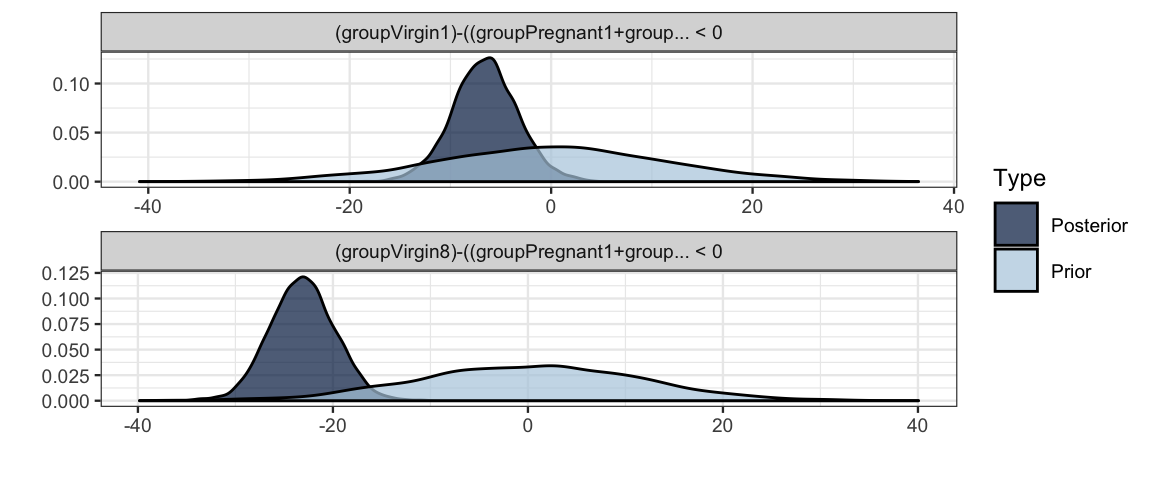 (groupVirgin1)-((groupPregnant1+group... < 0
0.10
0.05
0.00
-40 -20 0 20 40
(groupVirgin8)-((groupPregnant1+group... < 0
0.125
0.100
0.075
0.050
0.025
0.000
-40 -20 0 20 40
Type
Posterior
Prior